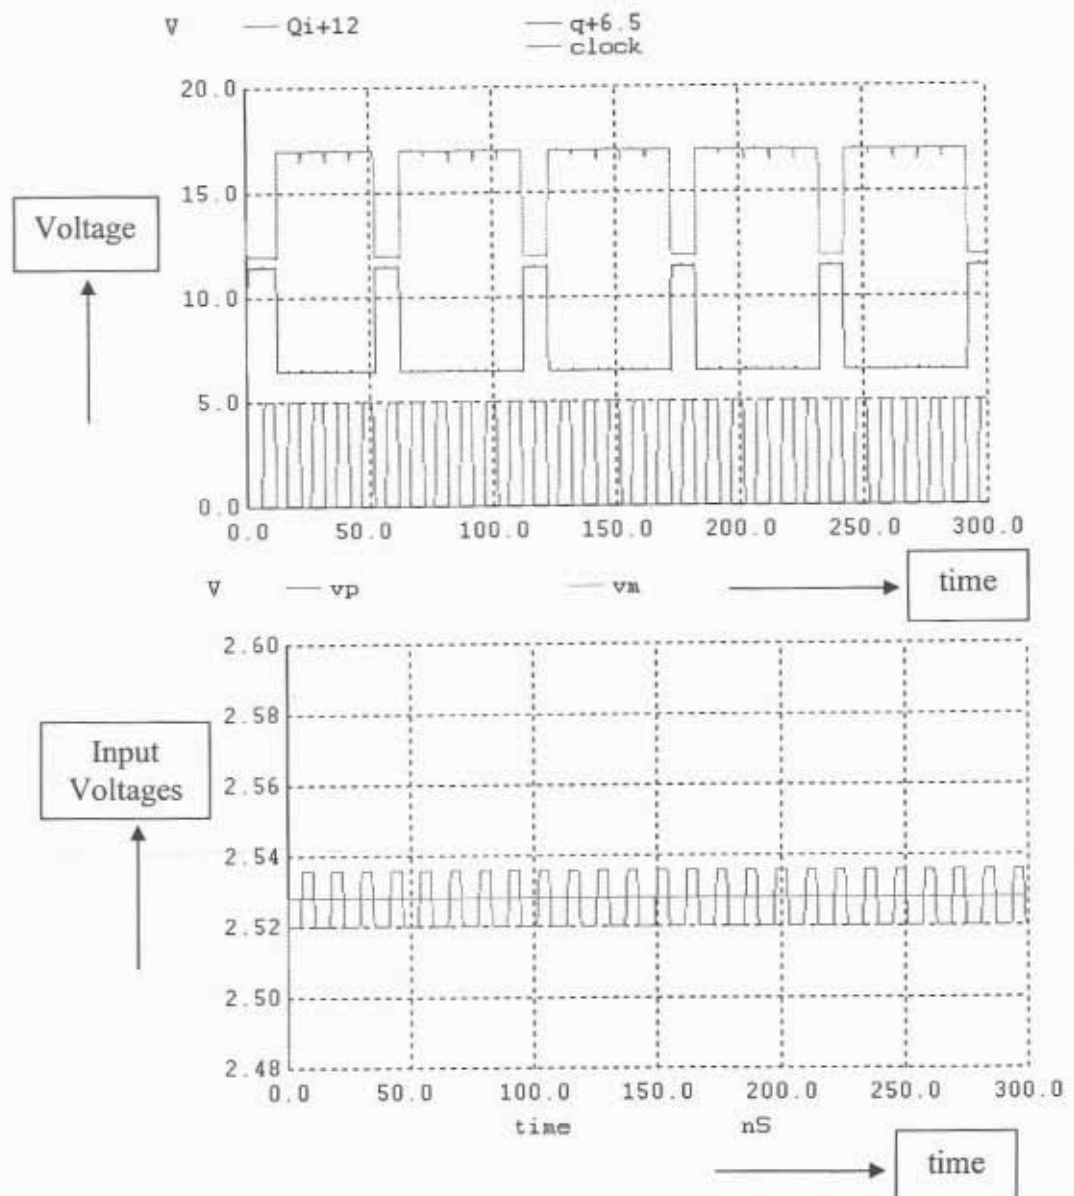 V — Qi+12 — q+6.5
— clock
20.0
15.0
Voltage
10.0
5.0
0.0
0.0 50.0 100.0 150.0 200.0 250.0 300.0
time
V — vp — vm
2.60
2.58
Input
Voltages
2.56
2.54
2.52
2.50
2.48
0.0 50.0 100.0 150.0 200.0 250.0 300.0
time nS
time